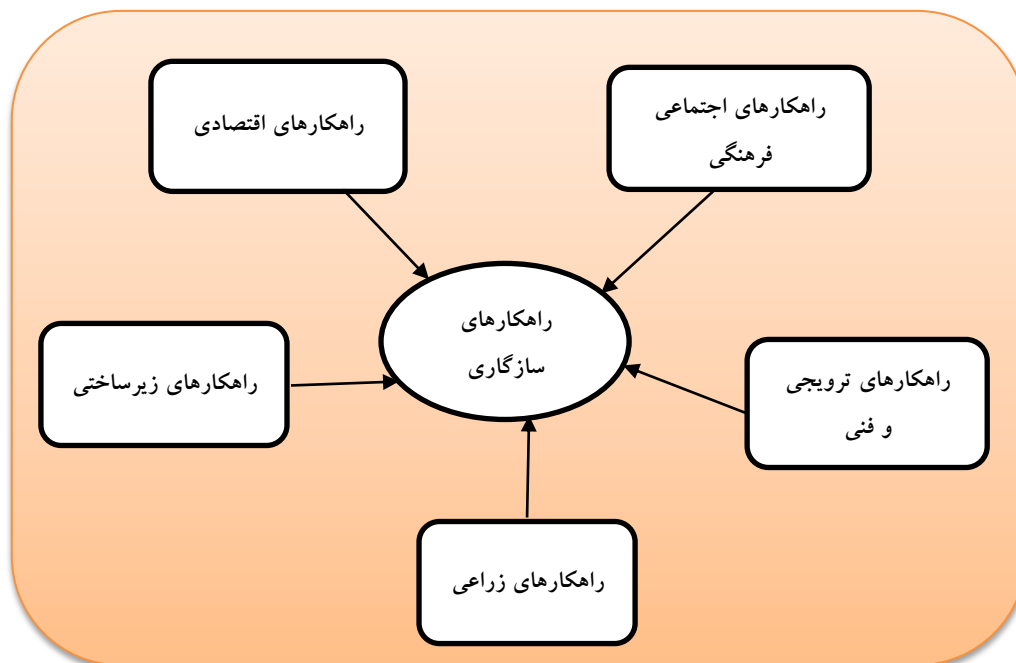 راهکارهای اجتماعی
فرهنگی
راهکارهای اقتصادی
راهکارهای
سازگاری
راهکارهای ترویجی
و فنی
راهکارهای زیرساختی
راهکارهای زراعی